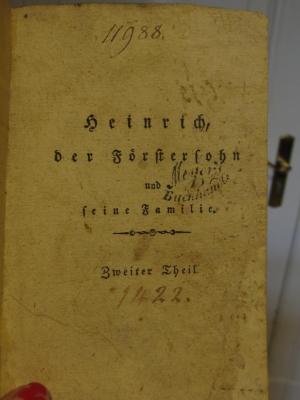 11988.
Heinrich,
der Förstersohn
und
seine Familie.
Zweiter Theil
1422.